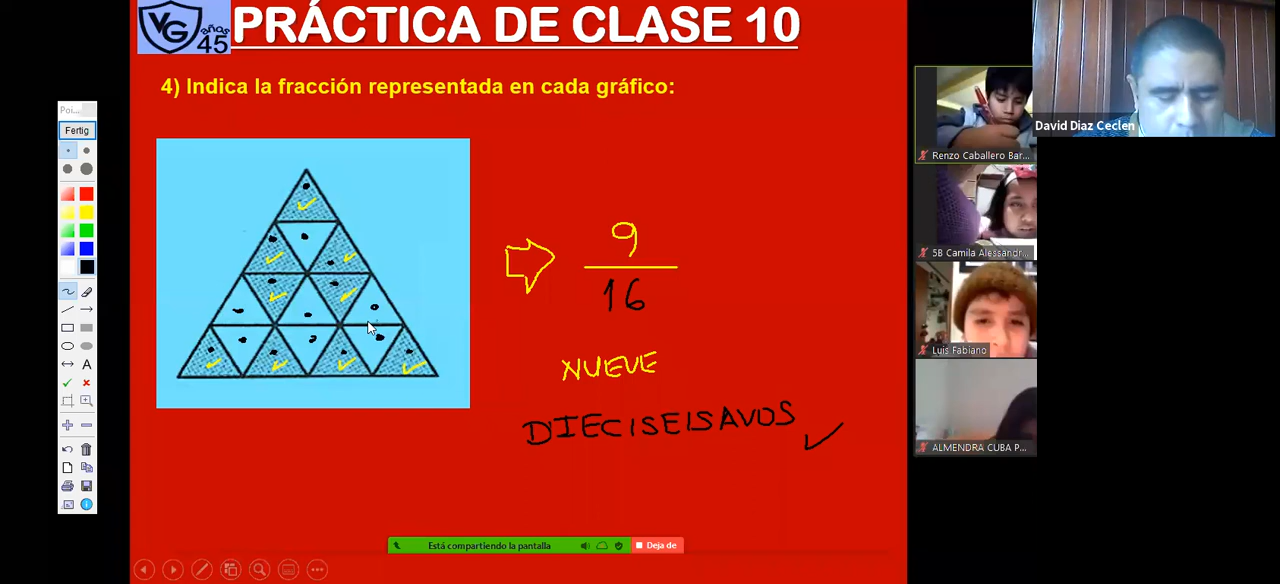 VG
años
45
PRÁCTICA DE CLASE 10
4) Indica la fracción representada en cada gráfico:
Poi...
Fertig
A
9
16
NUEVE
DIECISEISAVOS
David Diaz Ceclen
Renzo Caballero Bar...
5B Camila Alessandr...
Luis Fabiano
ALMENDRA CUBA P...
Está compartiendo la pantalla
Deja de